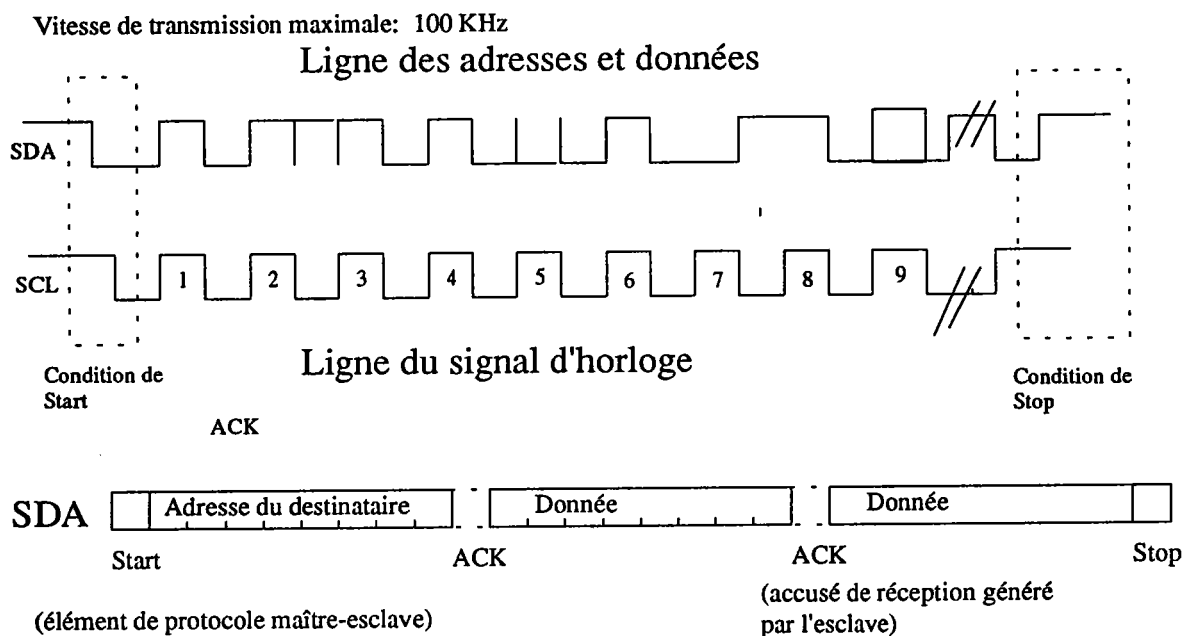 Vitesse de transmission maximale: 100 KHz
Ligne des adresses et données
SDA
SCL
1 2 3 4 5 6 7 8 9
Ligne du signal d'horloge
Condition de
Start
Condition de
Stop
ACK
SDA
Adresse du destinataire
Donnée
Donnée
Start
ACK
ACK
Stop
(élément de protocole maître-esclave)
(accusé de réception généré
par l'esclave)